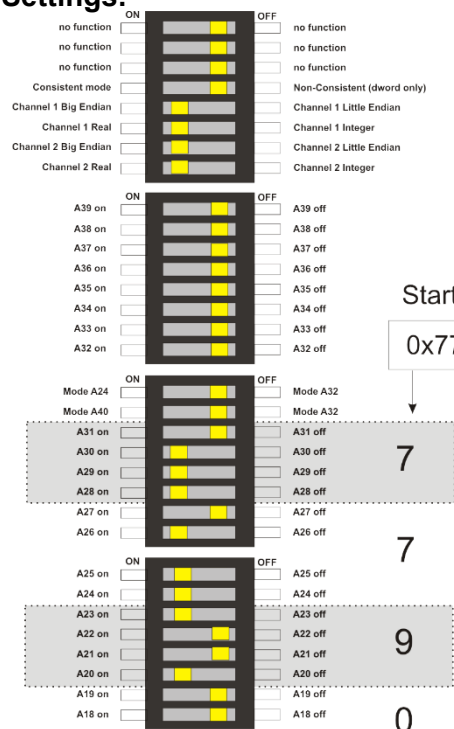 Settings:
ON OFF
no function no function
no function no function
no function no function
Consistent mode Non-Consistent (dword only)
Channel 1 Big Endian Channel 1 Little Endian
Channel 1 Real Channel 1 Integer
Channel 2 Big Endian Channel 2 Little Endian
Channel 2 Real Channel 2 Integer
ON OFF
A39 on A39 off
A38 on A38 off
A37 on A37 off
A36 on A36 off
A35 on A35 off
A34 on A34 off
A33 on A33 off
A32 on A32 off
Start
0x77
ON OFF
Mode A24 Mode A32
Mode A40 Mode A32
A31 on A31 off
A30 on A30 off
A29 on A29 off
A28 on A28 off
7
A27 on A27 off
A26 on A26 off
7
ON OFF
A25 on A25 off
A24 on A24 off
A23 on A23 off
A22 on A22 off
A21 on A21 off
A20 on A20 off
9
A19 on A19 off
A18 on A18 off
0